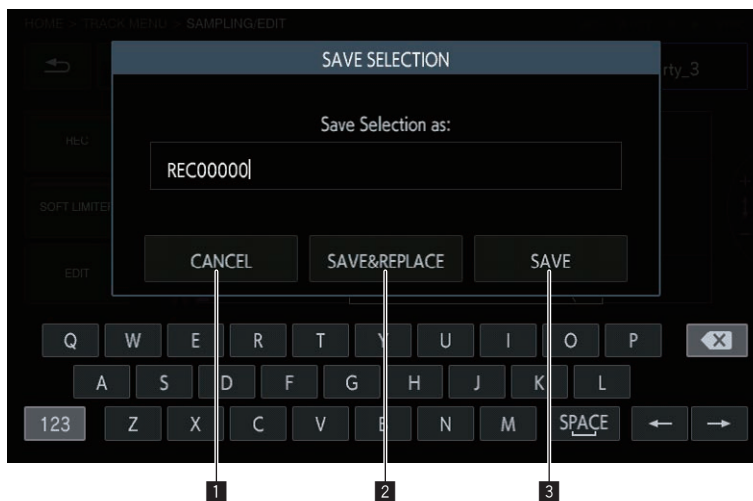 HOME > TRACK MENU > SAMPLING/EDIT
SAVE SELECTION
rty_3
Save Selection as:
REC
REC00000
SOFT LIMITER
CANCEL SAVE&REPLACE SAVE
EDIT
Q W E R T Y U I O P
A S D F G H J K L
123 Z X C V B N M SPACE ← →
1 2 3